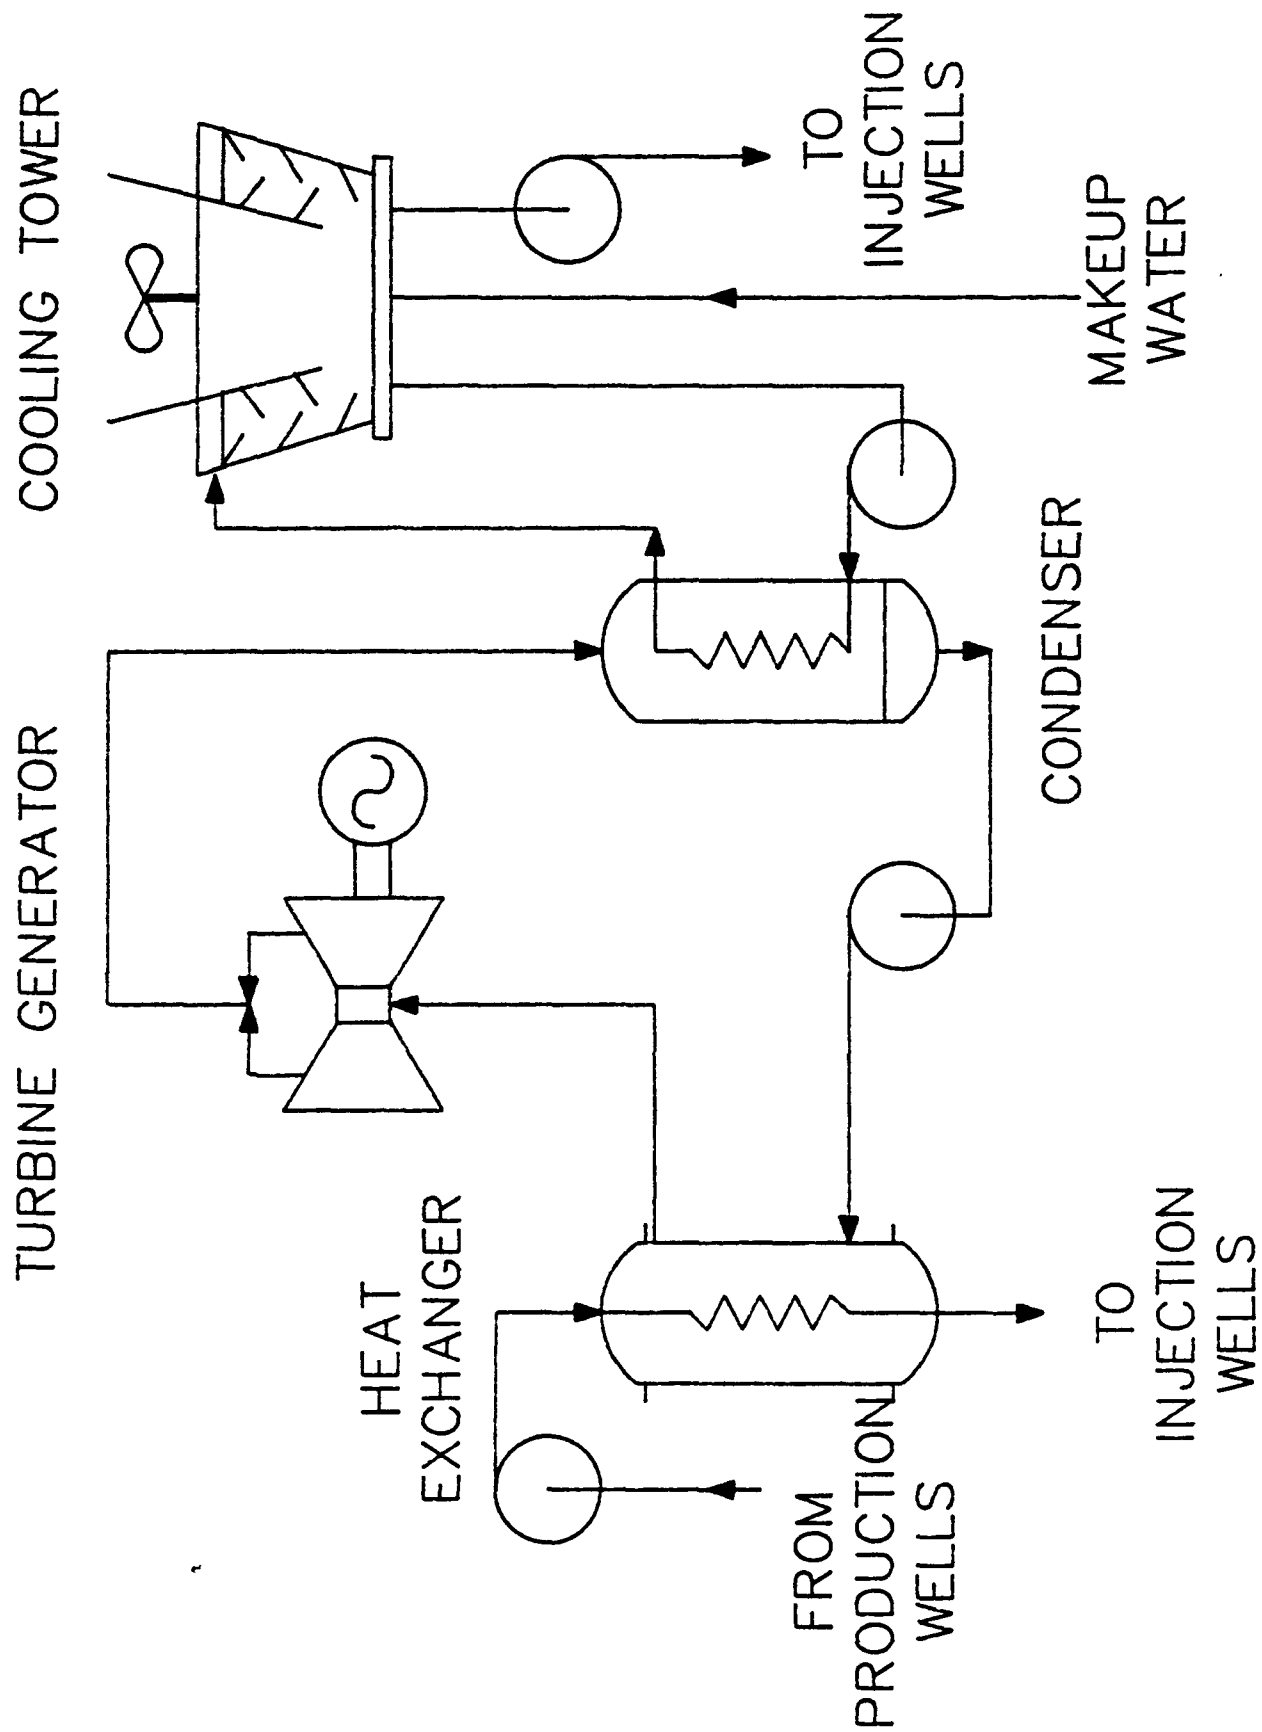 TURBINE GENERATOR
COOLING TOWER
HEAT
EXCHANGER
FROM
PRODUCTION
WELLS
TO
INJECTION
WELLS
CONDENSER
MAKEUP
WATER
TO
INJECTION
WELLS